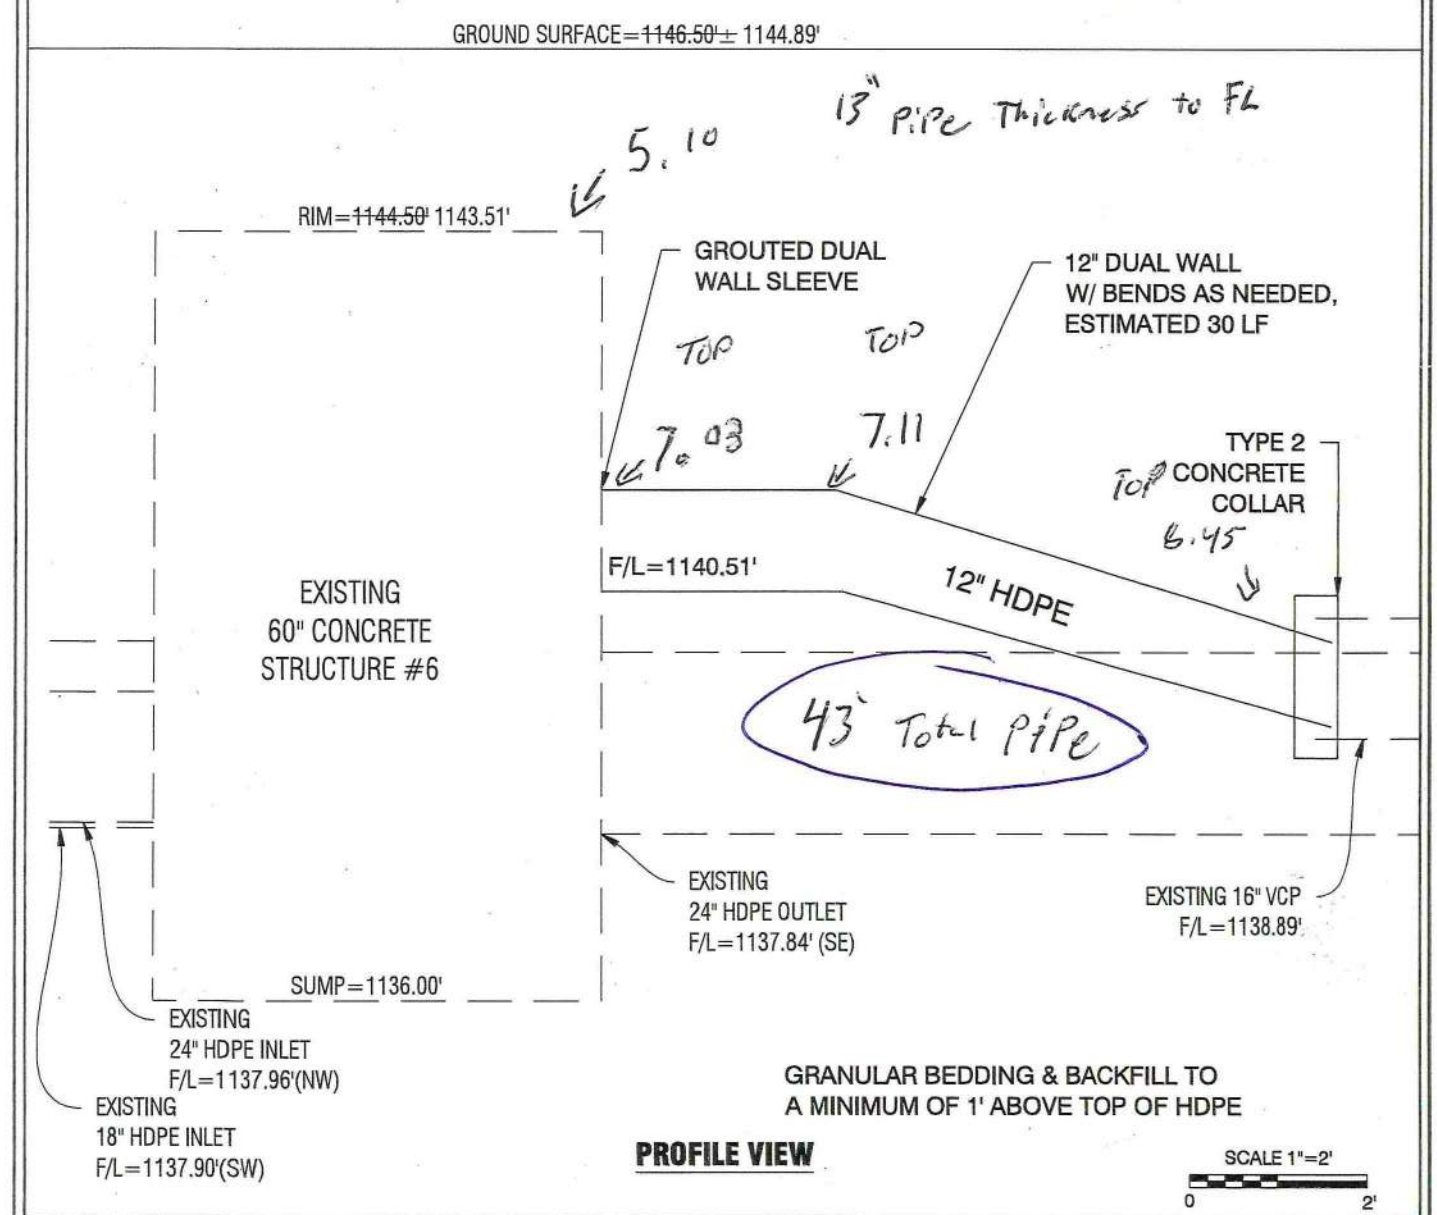 GROUND SURFACE=1146.50'± 1144.89'
13" PiPe Thickness to FL
5.10
RIM=1144.50' 1143.51'
GROUTED DUAL
WALL SLEEVE
12" DUAL WALL
W/ BENDS AS NEEDED,
ESTIMATED 30 LF
TOP
TOP
7.03
7.11
TYPE 2
CONCRETE
COLLAR
TOP
8.45
F/L=1140.51'
12" HDPE
EXISTING
60" CONCRETE
STRUCTURE #6
43' Total PiPe
EXISTING
24" HDPE OUTLET
F/L=1137.84' (SE)
EXISTING 16" VCP
F/L=1138.89'
SUMP=1136.00'
EXISTING
24" HDPE INLET
F/L=1137.96'(NW)
EXISTING
18" HDPE INLET
F/L=1137.90'(SW)
GRANULAR BEDDING & BACKFILL TO
A MINIMUM OF 1' ABOVE TOP OF HDPE
PROFILE VIEW
SCALE 1"=2'
0
2'